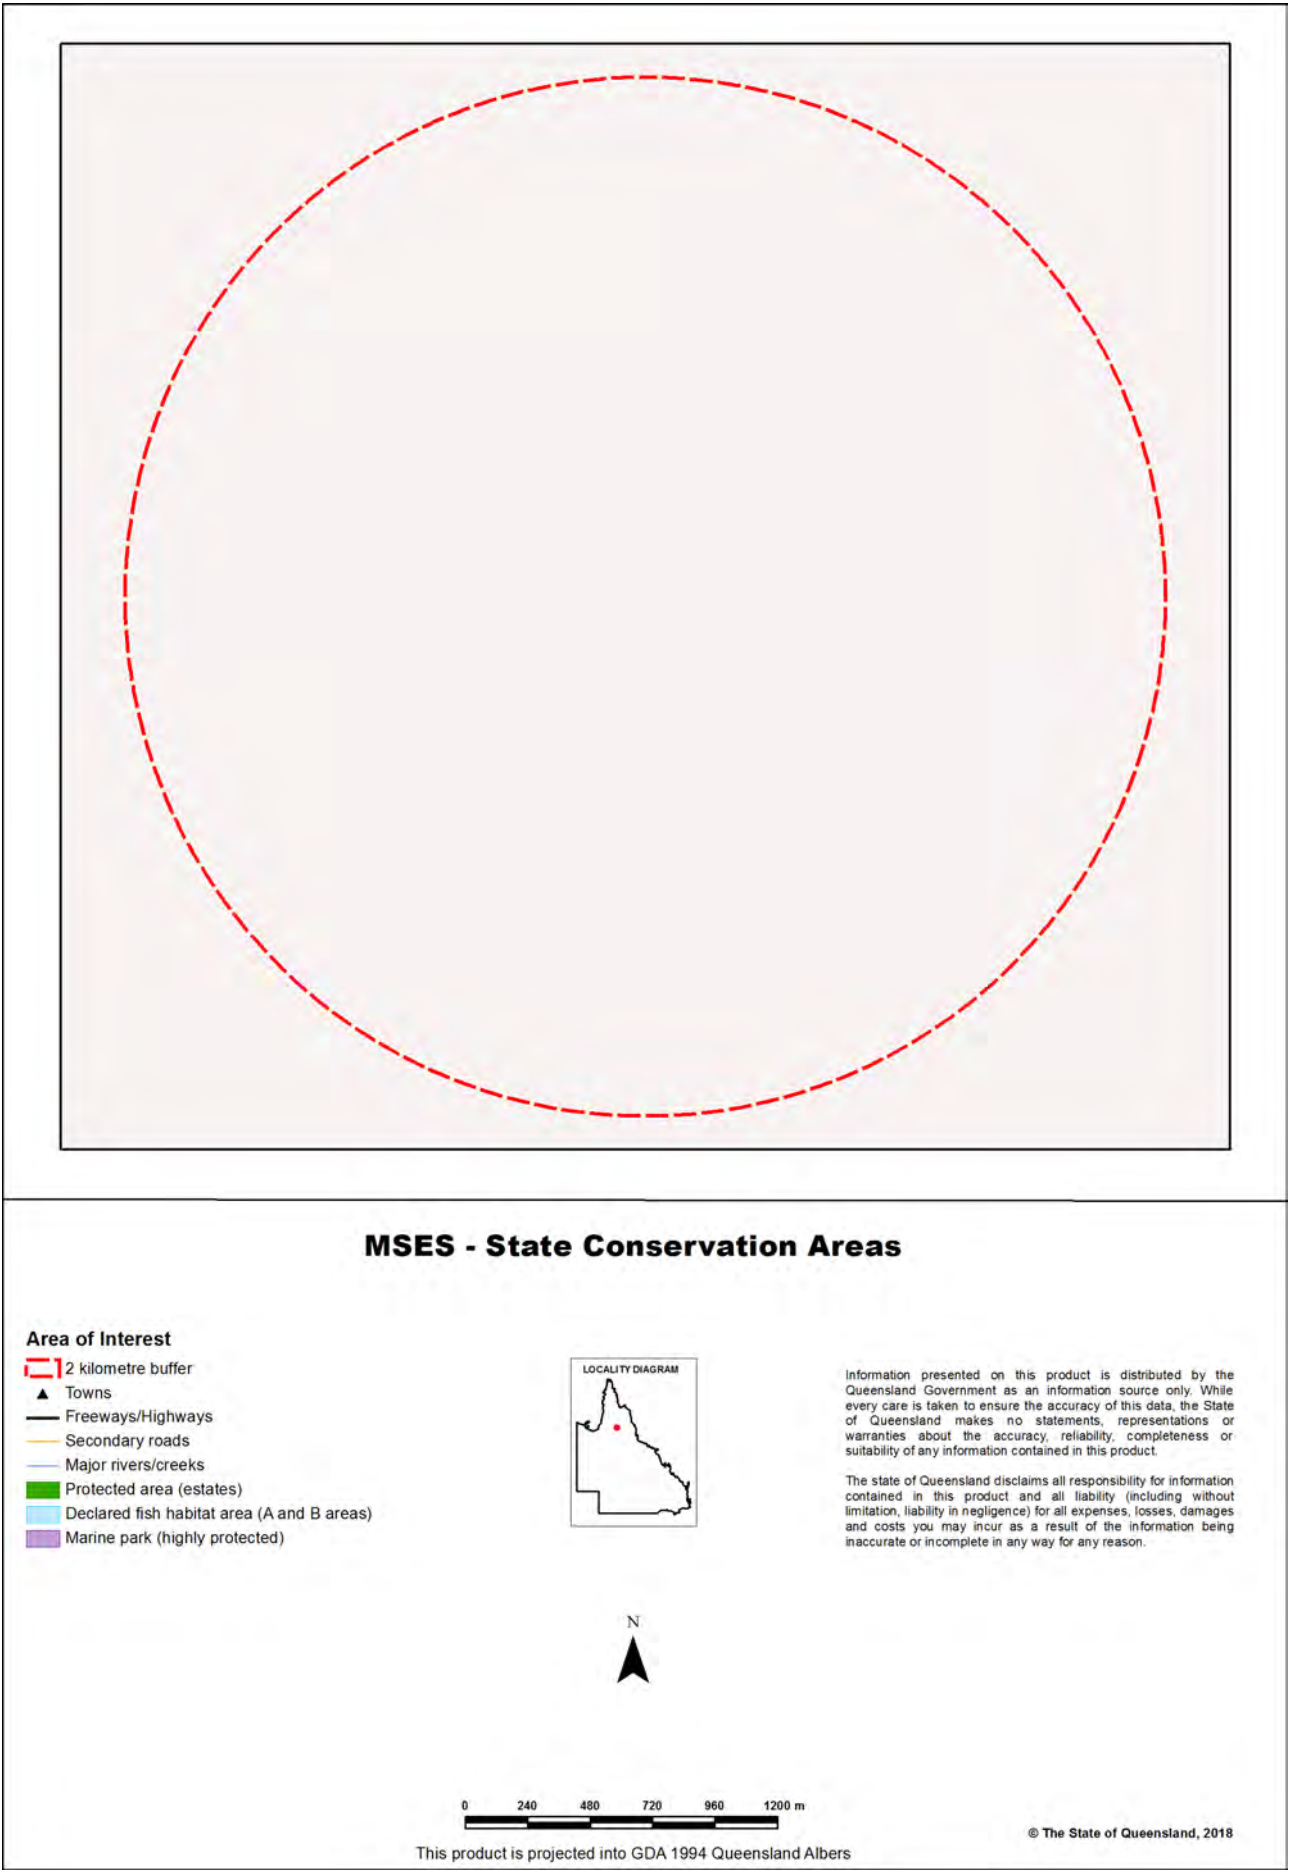 MSES - State Conservation Areas
Area of Interest
2 kilometre buffer
Towns
Freeways/Highways
Secondary roads
Major rivers/creeks
Protected area (estates)
Declared fish habitat area (A and B areas)
Marine park (highly protected)
LOCALITY DIAGRAM
Information presented on this product is distributed by the
Queensland Government as an information source only. While
every care is taken to ensure the accuracy of this data, the State
of Queensland makes no statements, representations or
warranties about the accuracy, reliability, completeness or
suitability of any information contained in this product.
The state of Queensland disclaims all responsibility for information
contained in this product and all liability (including without
limitation, liability in negligence) for all expenses, losses, damages
and costs you may incur as a result of the information being
inaccurate or incomplete in any way for any reason.
N
0 240 480 720 960 1200 m
This product is projected into GDA 1994 Queensland Albers
© The State of Queensland, 2018